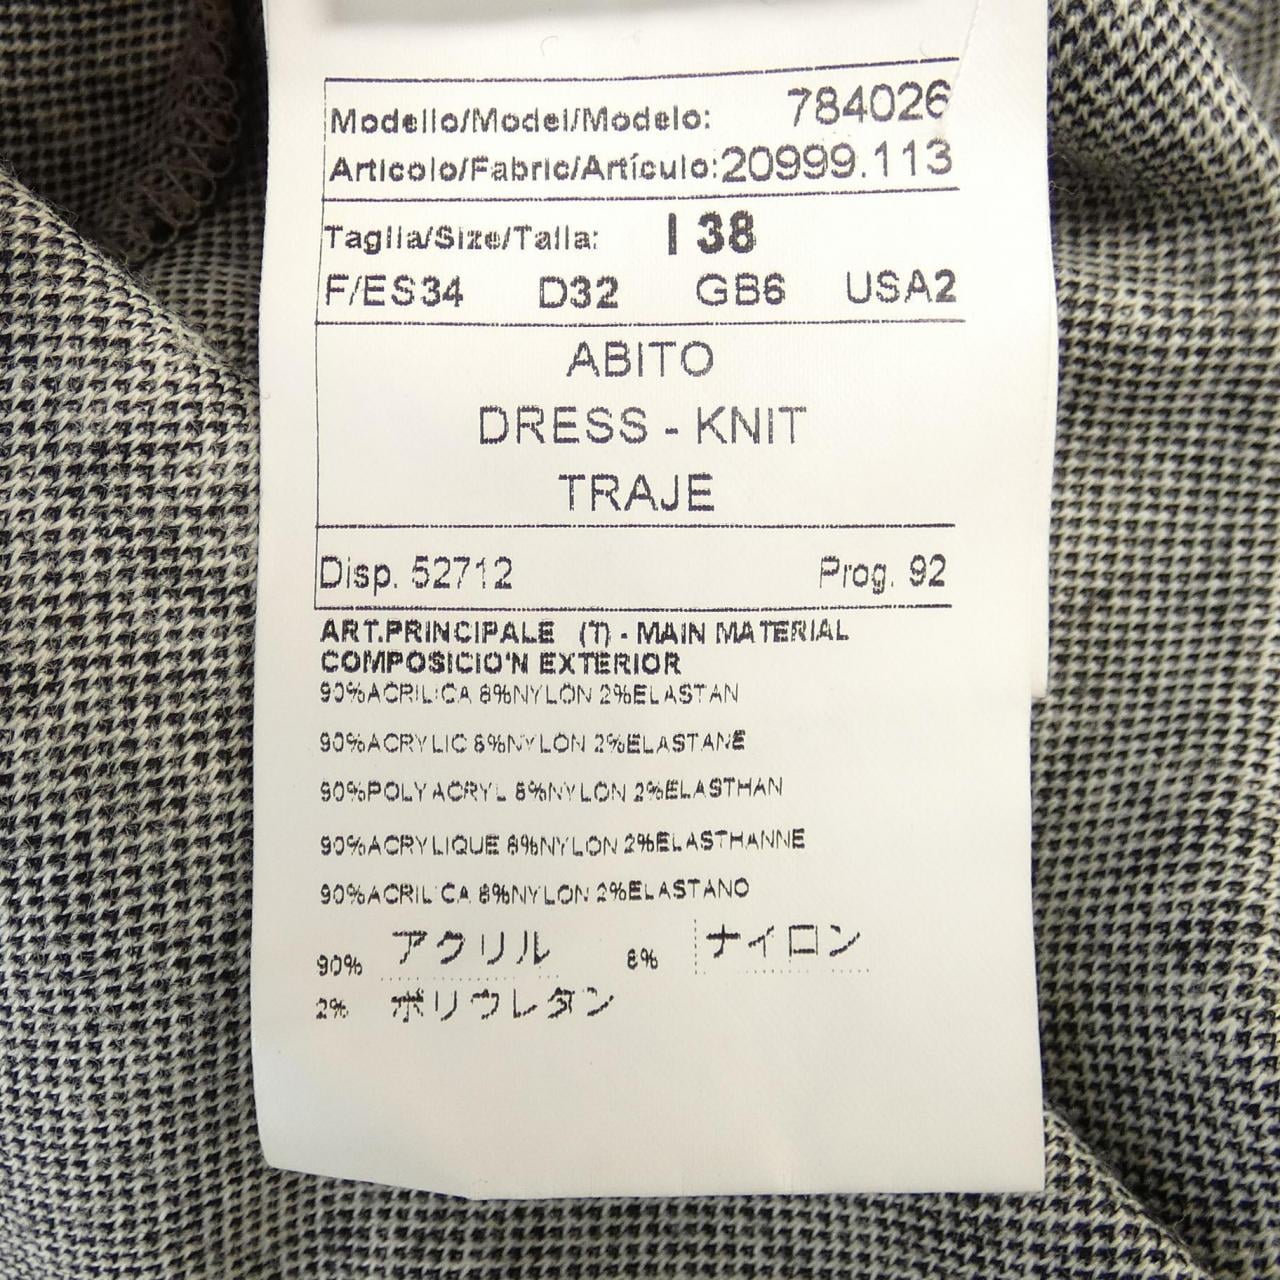 Modello/Model/Modelo: 784026
Articolo/Fabric/Artículo: 20999.113
Taglia/Size/Talla: I 38
F/ES34 D32 GB6 USA2
ABITO
DRESS - KNIT
TRAJE
Disp. 52712 Prog. 92
ART.PRINCIPALE (T) - MAIN MATERIAL
COMPOSICIO'N EXTERIOR
90%ACRILICA 8%NYLON 2%ELASTAN
90%ACRYLIC 8%NYLON 2%ELASTANE
90%POLYACRYL 8%NYLON 2%ELASTHAN
90%ACRYLIQUE 8%NYLON 2%ELASTHANNE
90%ACRILICA 8%NYLON 2%ELASTANO
90% アクリル 8% ナイロン
2% ポリウレタン